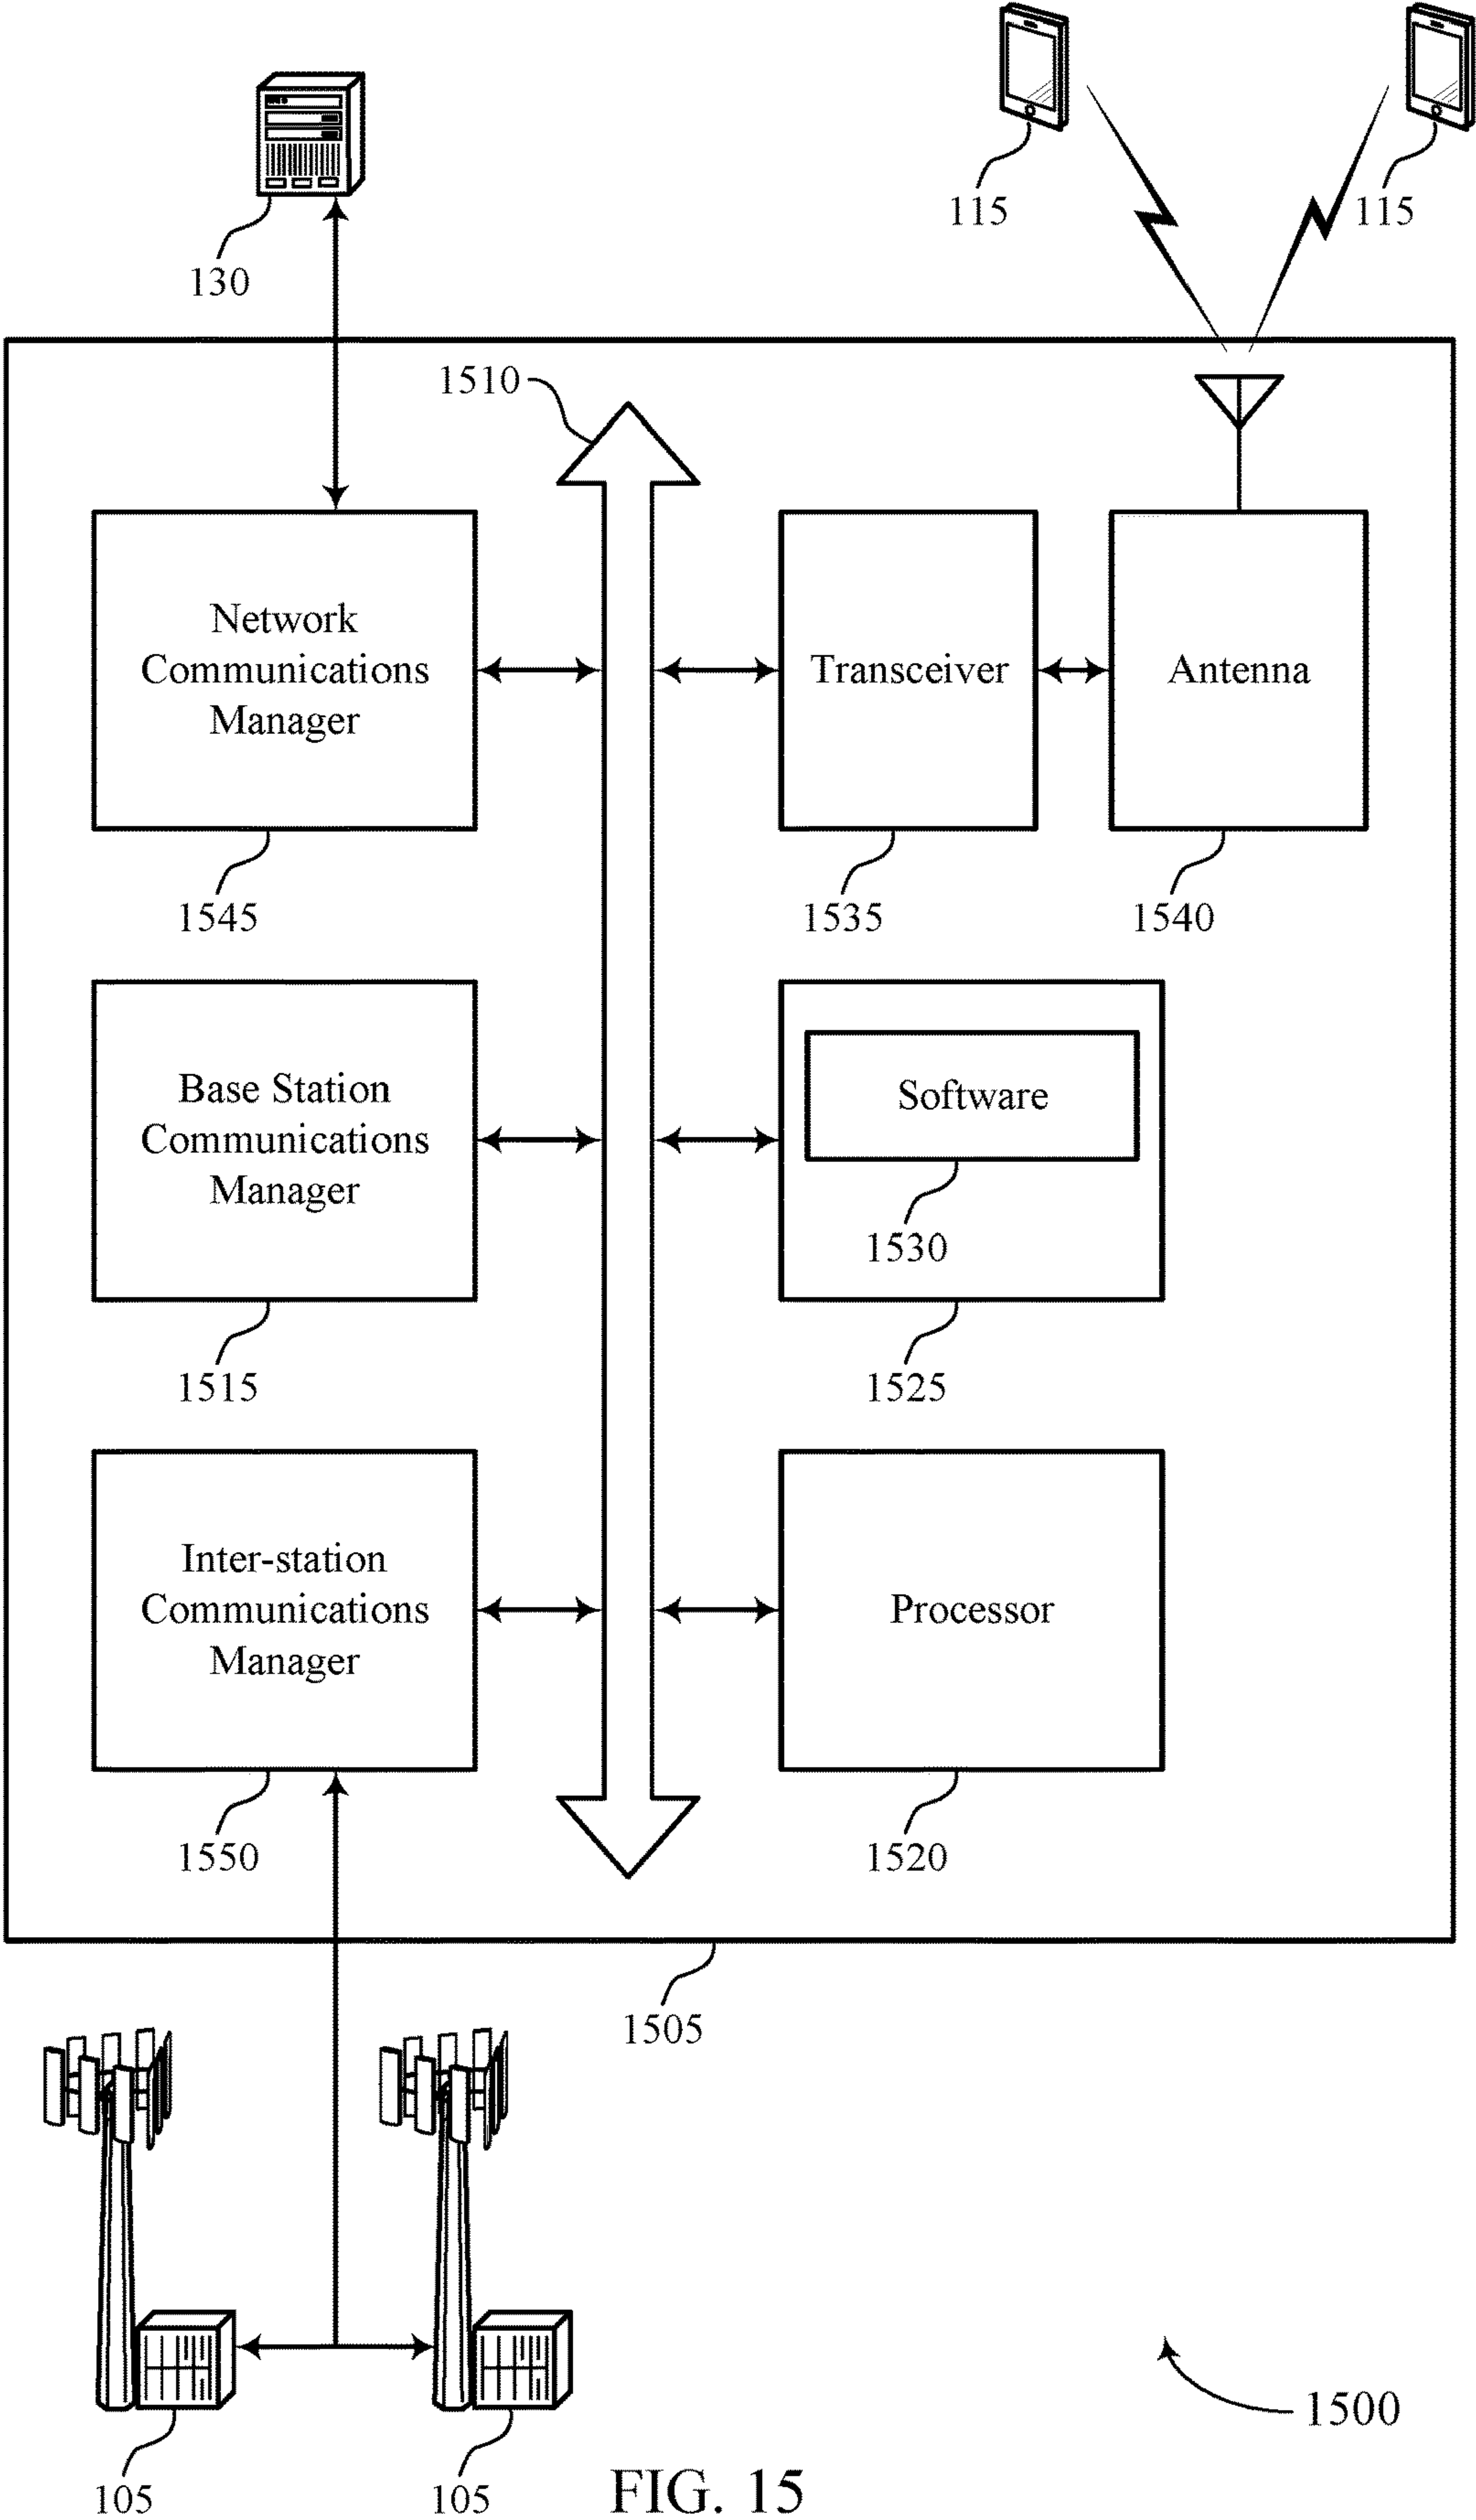 115
115
130
1510
Network
Communications
Manager
Transceiver
Antenna
1545
1535
1540
Base Station
Communications
Manager
Software
1530
1515
1525
Inter-station
Communications
Manager
Processor
1550
1520
1505
1500
105
105
FIG. 15